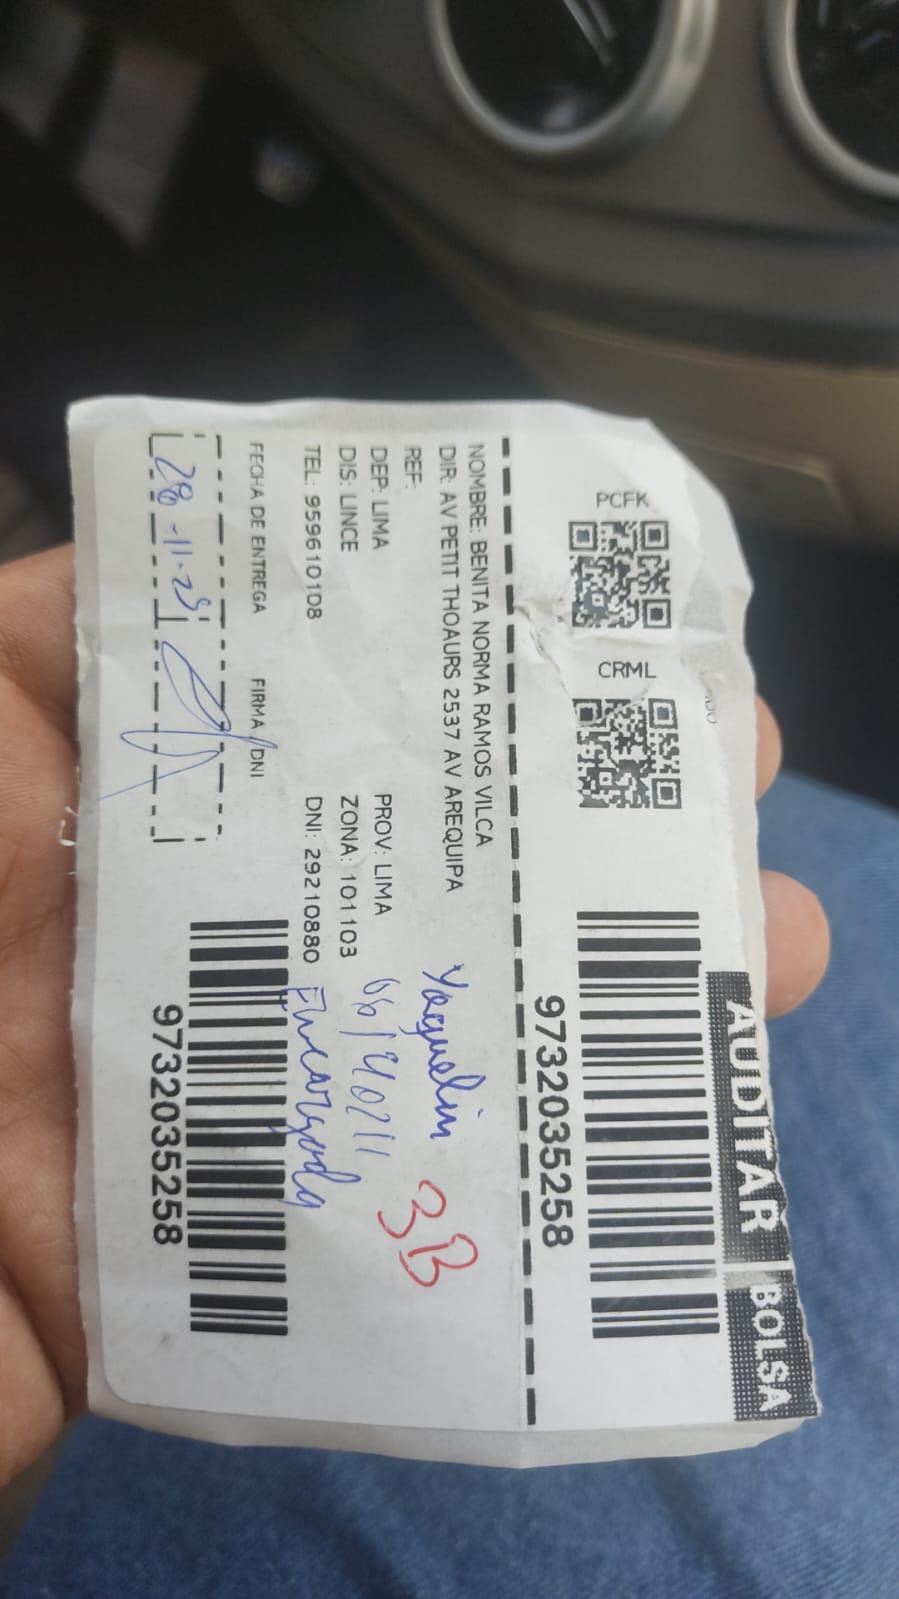 AUDITAR BOLSA
PCFK
CRML
9732035258
NOMBRE: BENITA NORMA RAMOS VILCA
DIR: AV PETIT THOAURS 2537 AV AREQUIPA
REF:
Yaquelin
3B
DEP: LIMA PROV: LIMA
DIS: LINCE ZONA: 101103
TEL: 959610108 DNI: 29210880
Encargada
FECHA DE ENTREGA FIRMA / DNI
28-11-25
9732035258